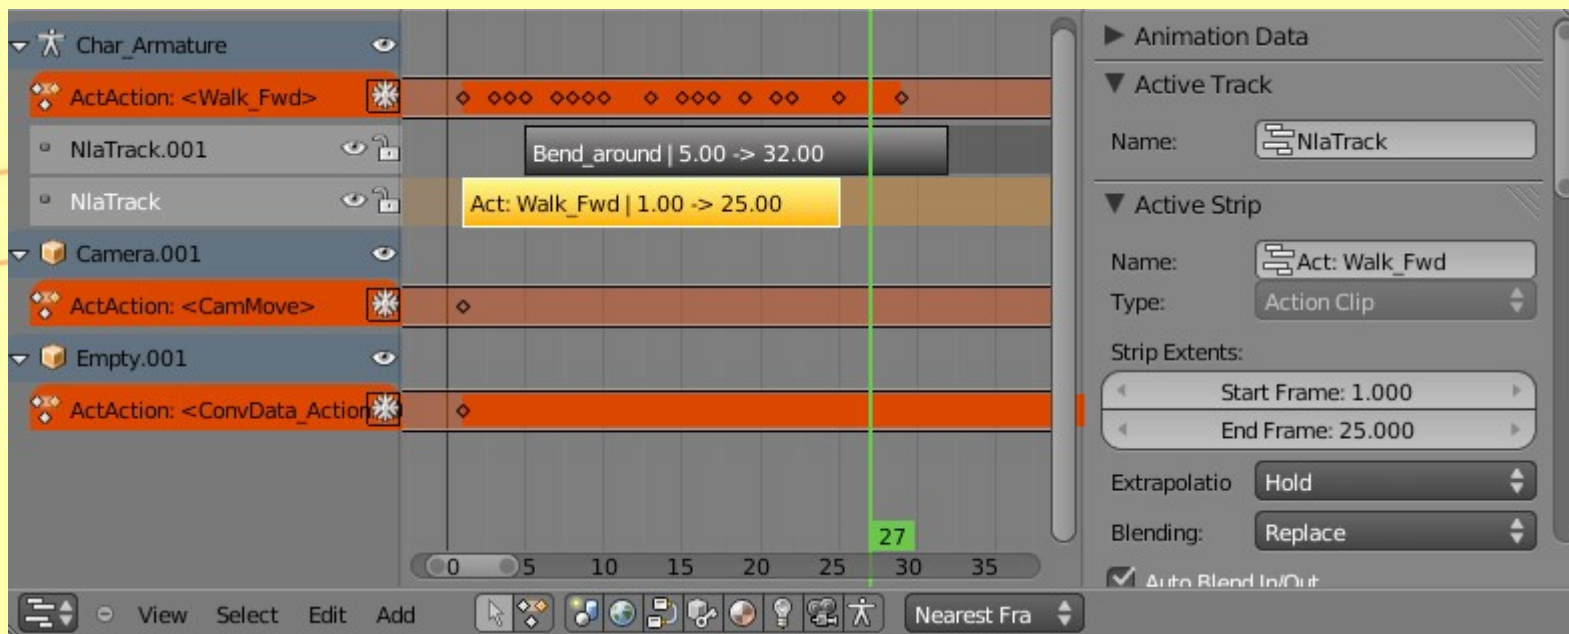 Char_Armature
ActAction: <Walk_Fwd>
NlaTrack.001
Bend_around | 5.00 -> 32.00
NlaTrack
Act: Walk_Fwd | 1.00 -> 25.00
Camera.001
ActAction: <CamMove>
Empty.001
ActAction: <ConvData_Action
27
0 5 10 15 20 25 30 35
View Select Edit Add
Nearest Fra
Animation Data
Active Track
Name: NlaTrack
Active Strip
Name: Act: Walk_Fwd
Type: Action Clip
Strip Extents:
Start Frame: 1.000
End Frame: 25.000
Extrapolatio Hold
Blending: Replace
Auto Blend In/Out